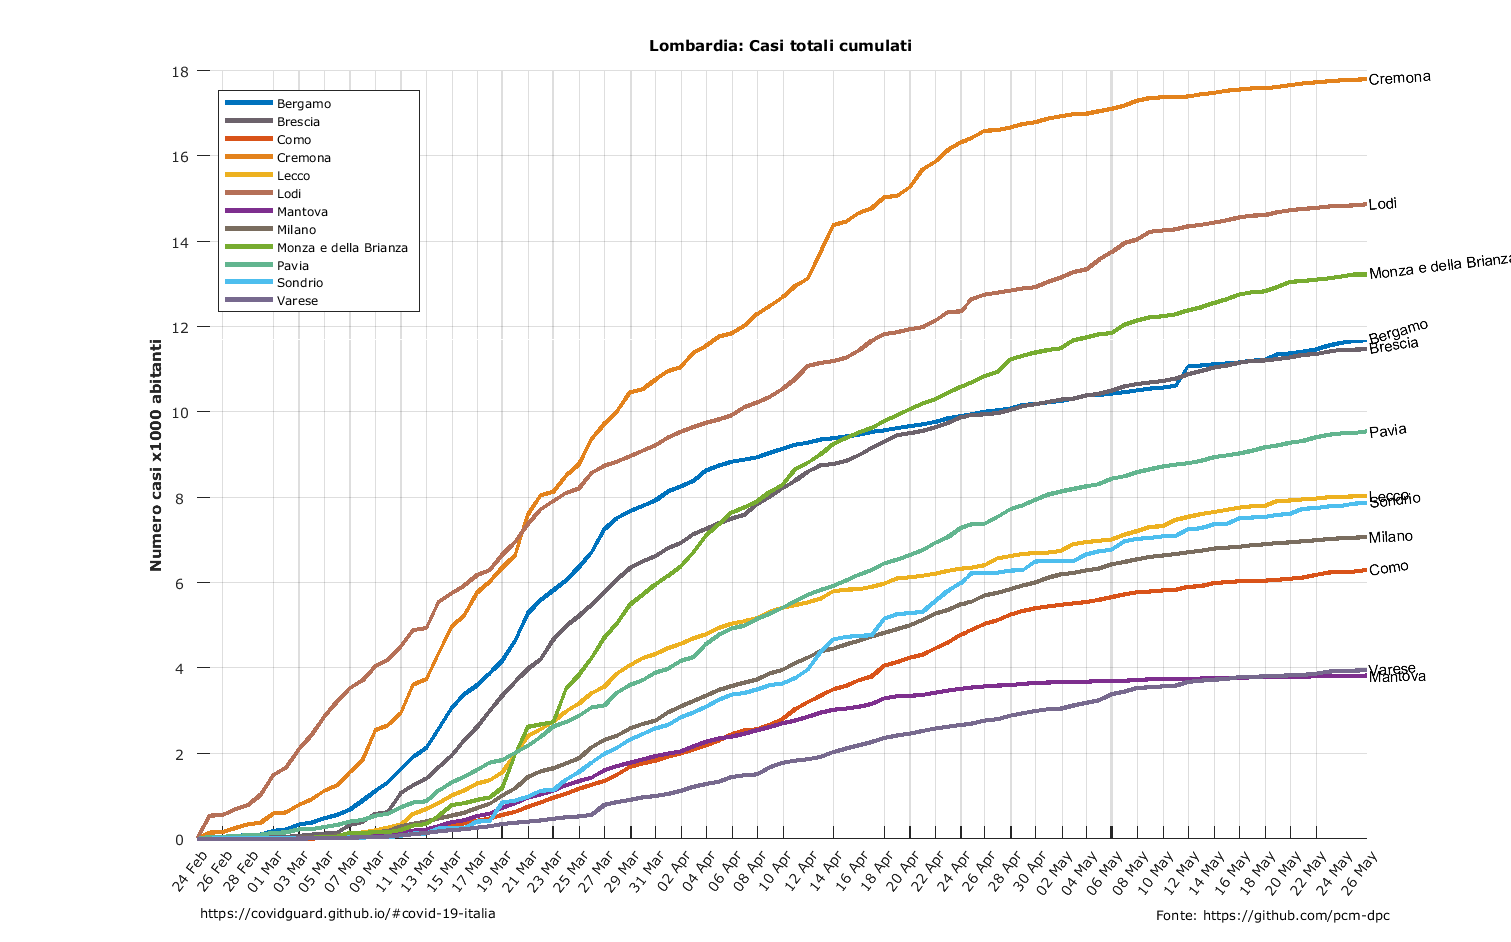 Lombardia: Casi totali cumulati
Numero casi x1000 abitanti
18
16
14
12
10
8
6
4
2
0
Bergamo
Brescia
Como
Cremona
Lecco
Lodi
Mantova
Milano
Monza e della Brianza
Pavia
Sondrio
Varese
Cremona
Lodi
Monza e della Brianza
Bergamo
Brescia
Pavia
Lecco
Sondrio
Milano
Como
Varese
Mantova
24 Feb
26 Feb
28 Feb
01 Mar
03 Mar
05 Mar
07 Mar
09 Mar
11 Mar
13 Mar
15 Mar
17 Mar
19 Mar
21 Mar
23 Mar
25 Mar
27 Mar
29 Mar
31 Mar
02 Apr
04 Apr
06 Apr
08 Apr
10 Apr
12 Apr
14 Apr
16 Apr
18 Apr
20 Apr
22 Apr
24 Apr
26 Apr
28 Apr
30 Apr
02 May
04 May
06 May
08 May
10 May
12 May
14 May
16 May
18 May
20 May
22 May
24 May
26 May
https://covidguard.github.io/#covid-19-italia
Fonte: https://github.com/pcm-dpc